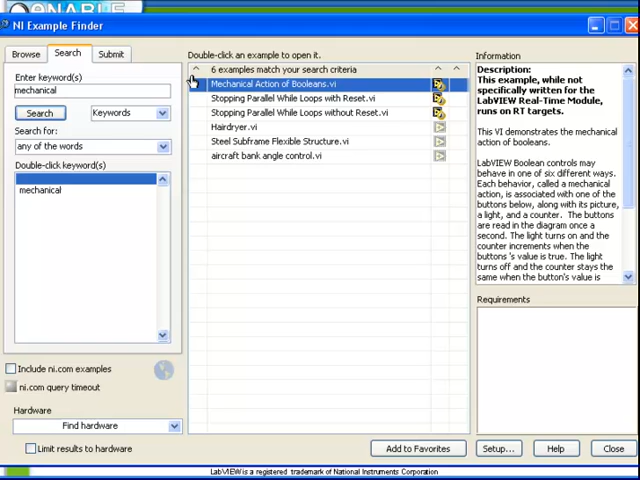 ENABLE
NI Example Finder
Browse
Search
Submit
Double-click an example to open it.
Enter keyword(s)
mechanical
Search
Keywords
Search for:
any of the words
Double-click keyword(s)
mechanical
Include ni.com examples
ni.com query timeout
Hardware
Find hardware
Limit results to hardware
6 examples match your search criteria
Mechanical Action of Booleans.vi
Stopping Parallel While Loops with Reset.vi
Stopping Parallel While Loops without Reset.vi
Hairdryer.vi
Steel Subframe Flexible Structure.vi
aircraft bank angle control.vi
Information
Description:
This example, while not
specifically written for the
LabVIEW Real-Time Module,
runs on RT targets.
This VI demonstrates the mechanical
action of booleans.
LabVIEW Boolean controls may
behave in one of six different ways.
Each behavior, called a mechanical
action, is associated with one of the
buttons below, along with its picture,
a light, and a counter. The buttons
are read in the diagram once a
second. The light turns on and the
counter increments when the
buttons 's value is true. The light
turns off and the counter stays the
same when the button's value is
Requirements
Add to Favorites
Setup...
Help
Close
LabVIEW is a registered trademark of National Instruments Corporation